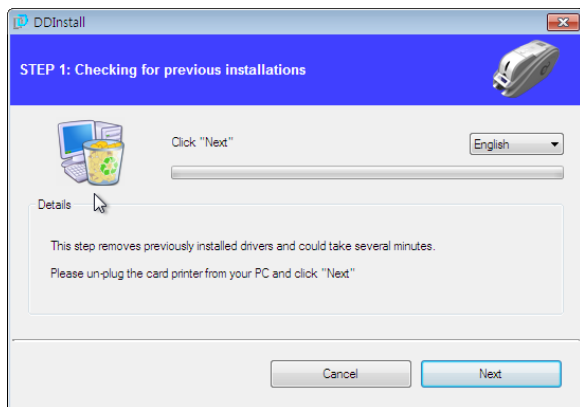 DDInstall
STEP 1: Checking for previous installations
Click "Next"
English
Details
This step removes previously installed drivers and could take several minutes.
Please un-plug the card printer from your PC and click "Next"
Cancel
Next